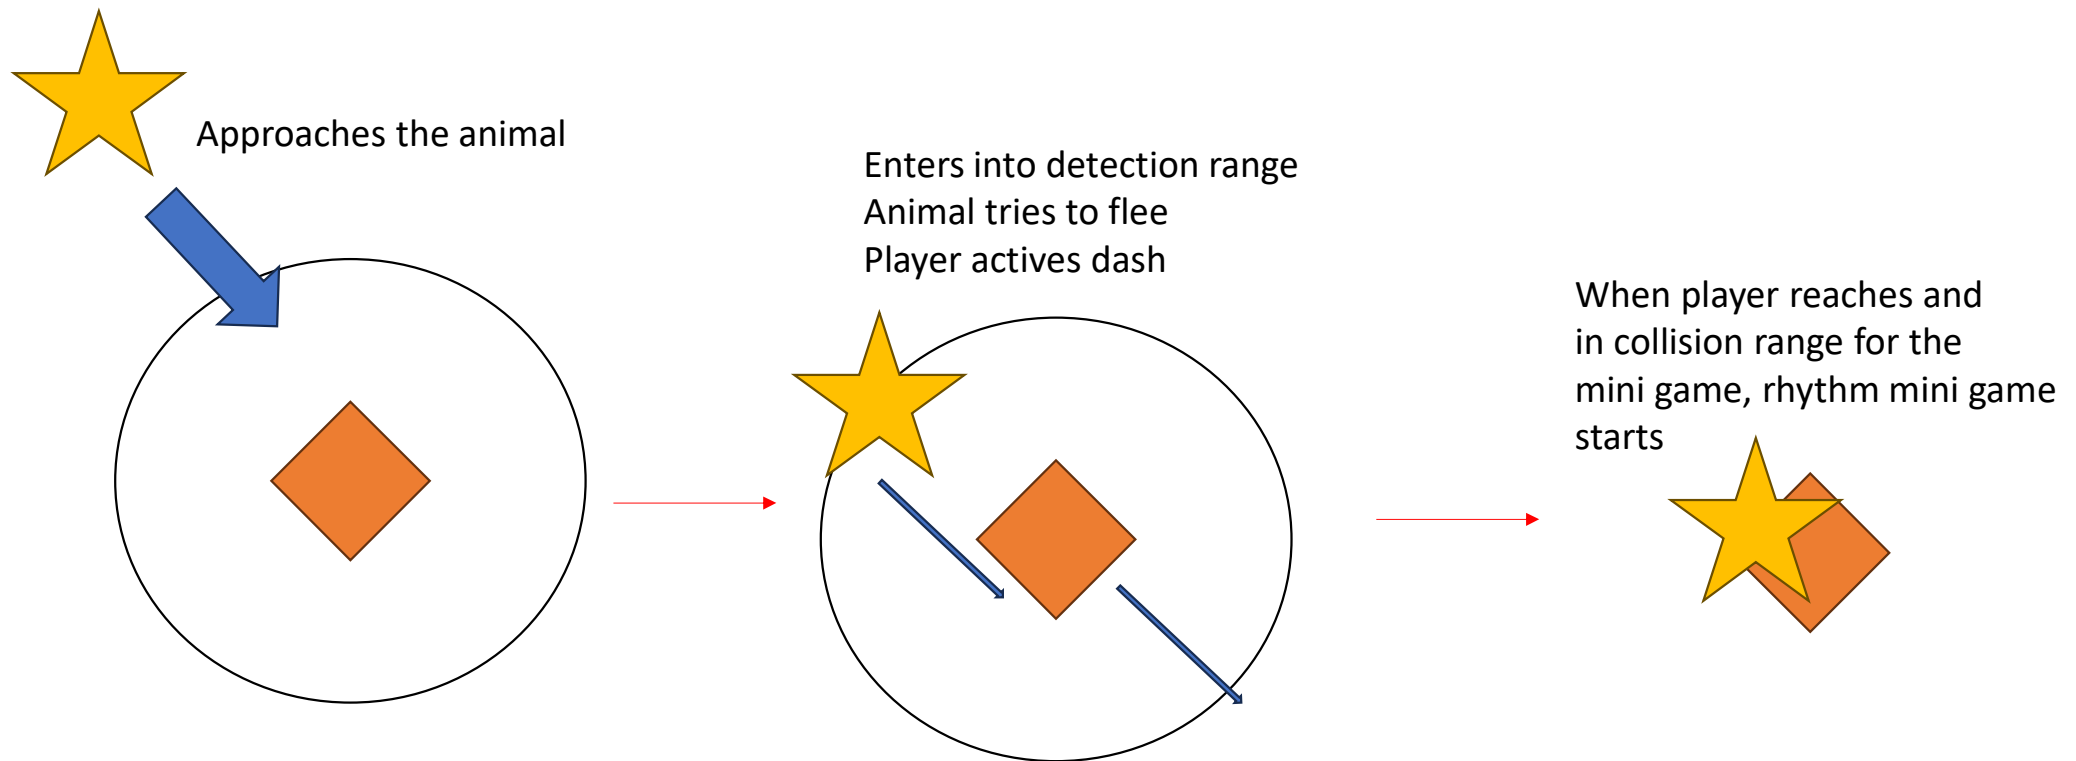 Approaches the animal
Enters into detection range
Animal tries to flee
Player actives dash
When player reaches and
in collision range for the
mini game, rhythm mini game
starts